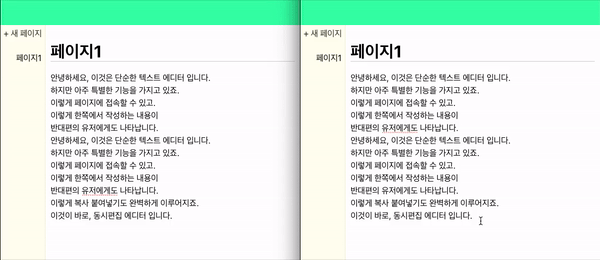 + 새 페이지
페이지1
페이지1
안녕하세요, 이것은 단순한 텍스트 에디터 입니다.
하지만 아주 특별한 기능을 가지고 있죠.
이렇게 페이지에 접속할 수 있고.
이렇게 한쪽에서 작성하는 내용이
반대편의 유저에게도 나타납니다.
안녕하세요, 이것은 단순한 텍스트 에디터 입니다.
하지만 아주 특별한 기능을 가지고 있죠.
이렇게 페이지에 접속할 수 있고.
이렇게 한쪽에서 작성하는 내용이
반대편의 유저에게도 나타납니다.
이렇게 복사 붙여넣기도 완벽하게 이루어지죠.
이것이 바로, 동시편집 에디터 입니다.
+ 새 페이지
페이지1
페이지1
안녕하세요, 이것은 단순한 텍스트 에디터 입니다.
하지만 아주 특별한 기능을 가지고 있죠.
이렇게 페이지에 접속할 수 있고.
이렇게 한쪽에서 작성하는 내용이
반대편의 유저에게도 나타납니다.
안녕하세요, 이것은 단순한 텍스트 에디터 입니다.
하지만 아주 특별한 기능을 가지고 있죠.
이렇게 페이지에 접속할 수 있고.
이렇게 한쪽에서 작성하는 내용이
반대편의 유저에게도 나타납니다.
이렇게 복사 붙여넣기도 완벽하게 이루어지죠.
이것이 바로, 동시편집 에디터 입니다.